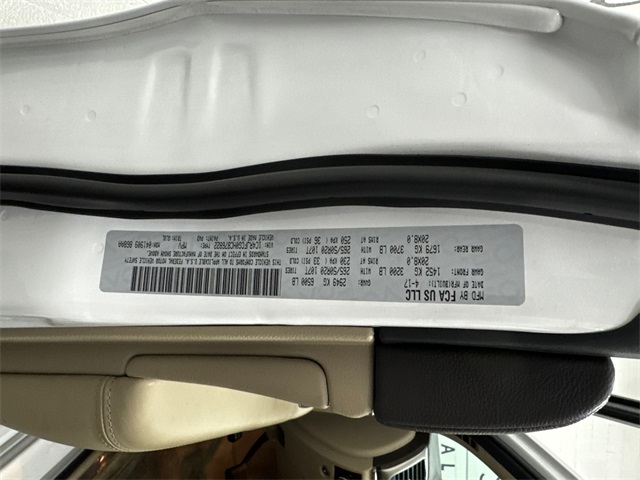 MFD BY FCA US LLC
DATE OF MFR(BUILT): 4-17
GVWR: 2949 KG 6500 LB
GAWR FRONT: 1452 KG 3200 LB WITH 265/50R20 107T
20X8.0 RIMS AT 230 KPA 33 PSI COLD
GAWR REAR: 1679 KG 3700 LB WITH 265/50R20 107T
20X8.0 RIMS AT 250 KPA 36 PSI COLD
THIS VEHICLE CONFORMS TO ALL APPLICABLE FEDERAL MOTOR VEHICLE SAFETY
STANDARDS IN EFFECT ON THE DATE OF MANUFACTURE SHOWN ABOVE.
VEHICLE MADE IN U.S.A.
PAINT: PAR
A L